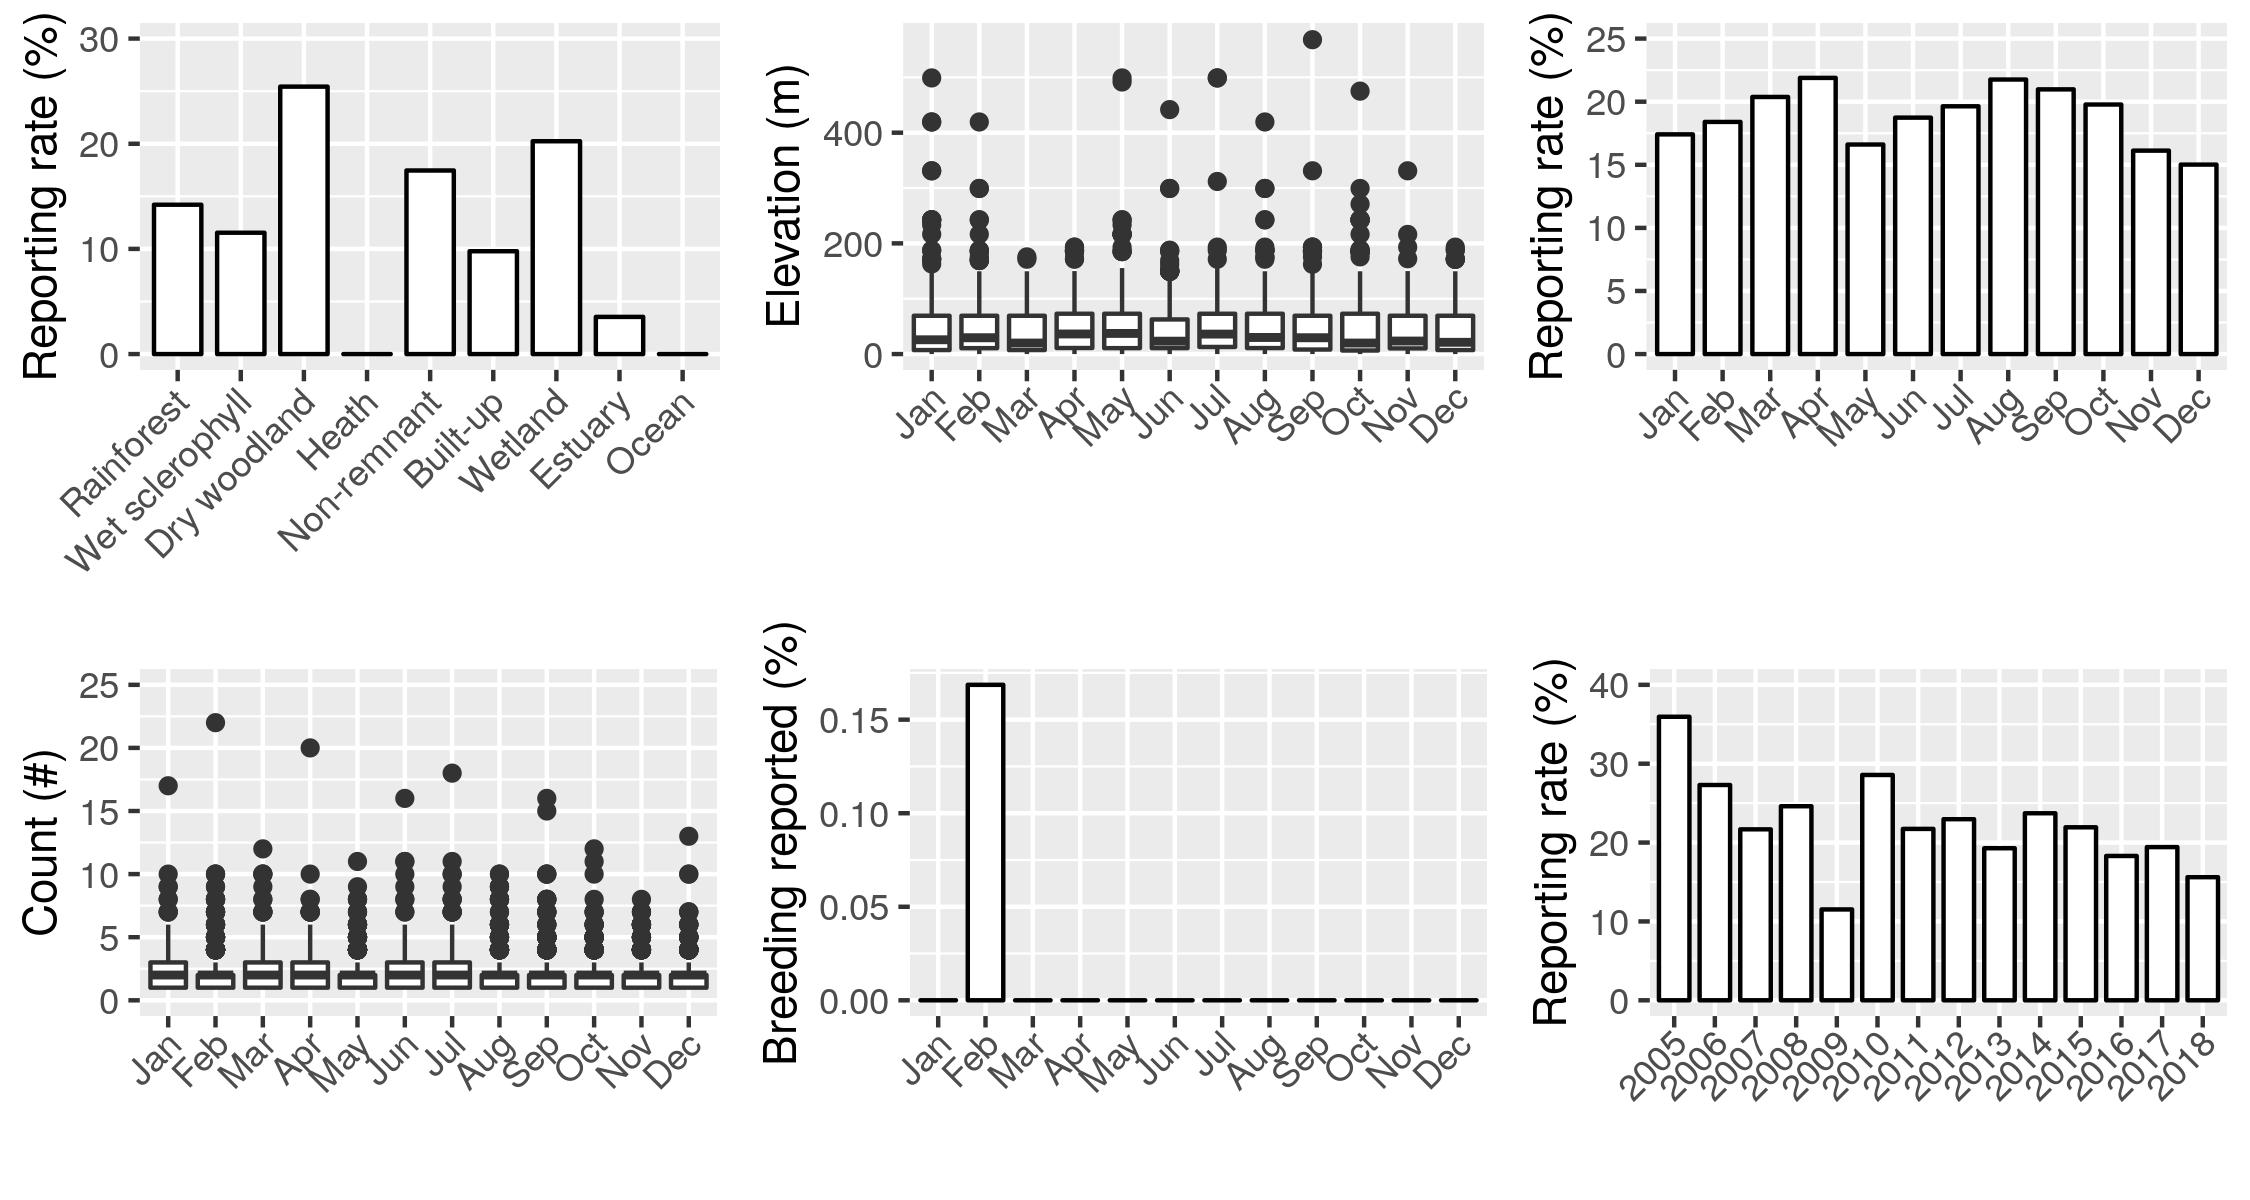 Reporting rate (%)
30
20
10
0
Rainforest
Wet sclerophyll
Dry woodland
Heath
Non-remnant
Built-up
Wetland
Estuary
Ocean
Elevation (m)
400
200
0
Jan
Feb
Mar
Apr
May
Jun
Jul
Aug
Sep
Oct
Nov
Dec
Reporting rate (%)
25
20
15
10
5
0
Jan
Feb
Mar
Apr
May
Jun
Jul
Aug
Sep
Oct
Nov
Dec
Count (#)
25
20
15
10
5
0
Jan
Feb
Mar
Apr
May
Jun
Jul
Aug
Sep
Oct
Nov
Dec
Breeding reported (%)
0.15
0.10
0.05
0.00
Jan
Feb
Mar
Apr
May
Jun
Jul
Aug
Sep
Oct
Nov
Dec
Reporting rate (%)
40
30
20
10
0
2005
2006
2007
2008
2009
2010
2011
2012
2013
2014
2015
2016
2017
2018